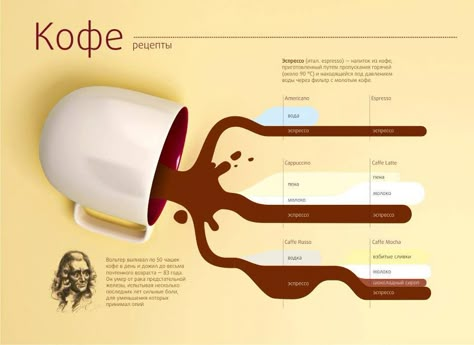 Кофе
рецепты
Эспрессо (итал. espresso) — напиток из кофе,
приготовленный путем пропускания горячей
(около 90 °C) и находящейся под давлением
воды через фильтр с молотым кофе.
Americano
Espresso
вода
эспрессо
эспрессо
Cappuccino
Caffe Latte
пена
пена
молоко
молоко
эспрессо
эспрессо
Caffe Russo
Caffe Mocha
водка
взбитые сливки
молоко
шоколадный сироп
эспрессо
эспрессо
Вольтер выпивал по 50 чашек
кофе в день и дожил до весьма
почтенного возраста — 83 года.
Он умер от рака предстательной
железы, испытывая несколько
последних лет сильные боли,
для уменьшения которых
принимал опий